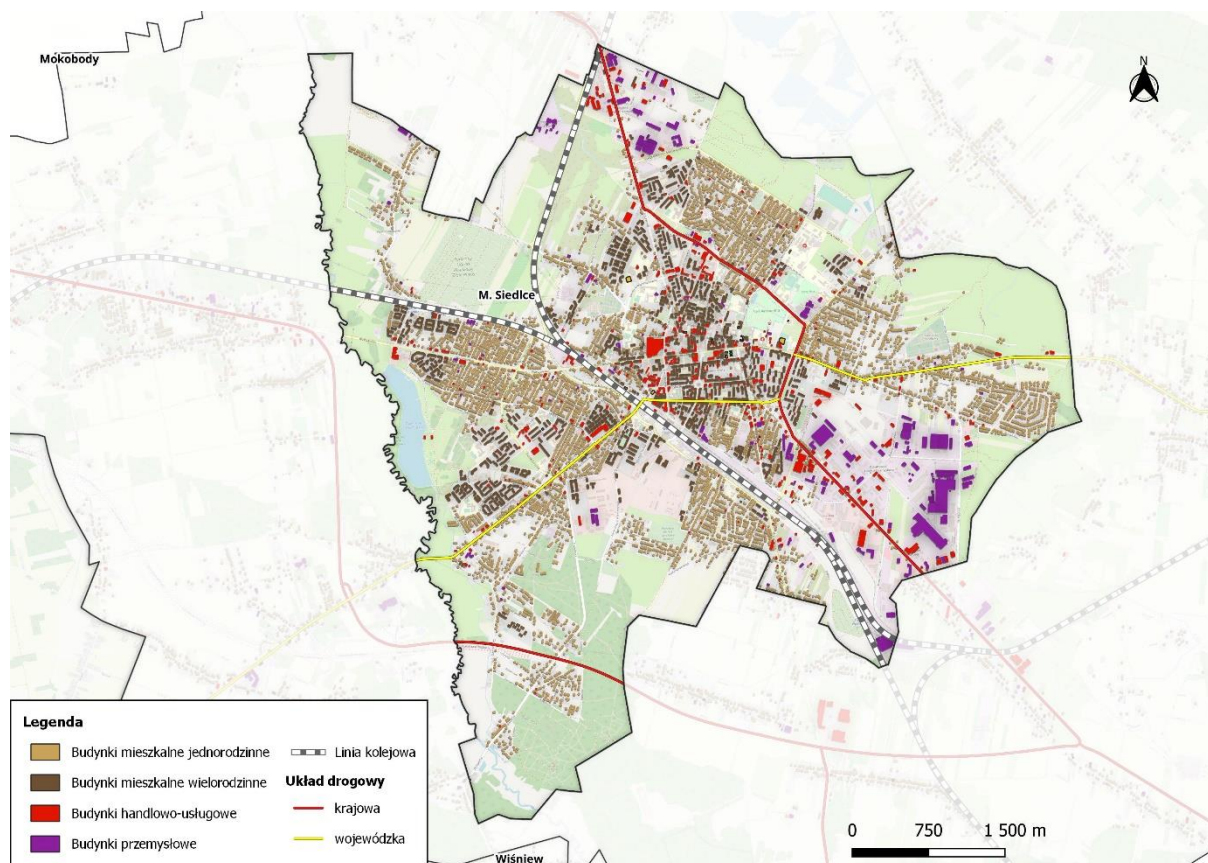 Mokobody
N
M. Siedlce
Legenda
Budynki mieszkalne jednorodzinne
Budynki mieszkalne wielorodzinne
Budynki handlowo-usługowe
Budynki przemysłowe
Linia kolejowa
Układ drogowy
krajowa
wojewódzka
0 750 1 500 m
Wiśniew